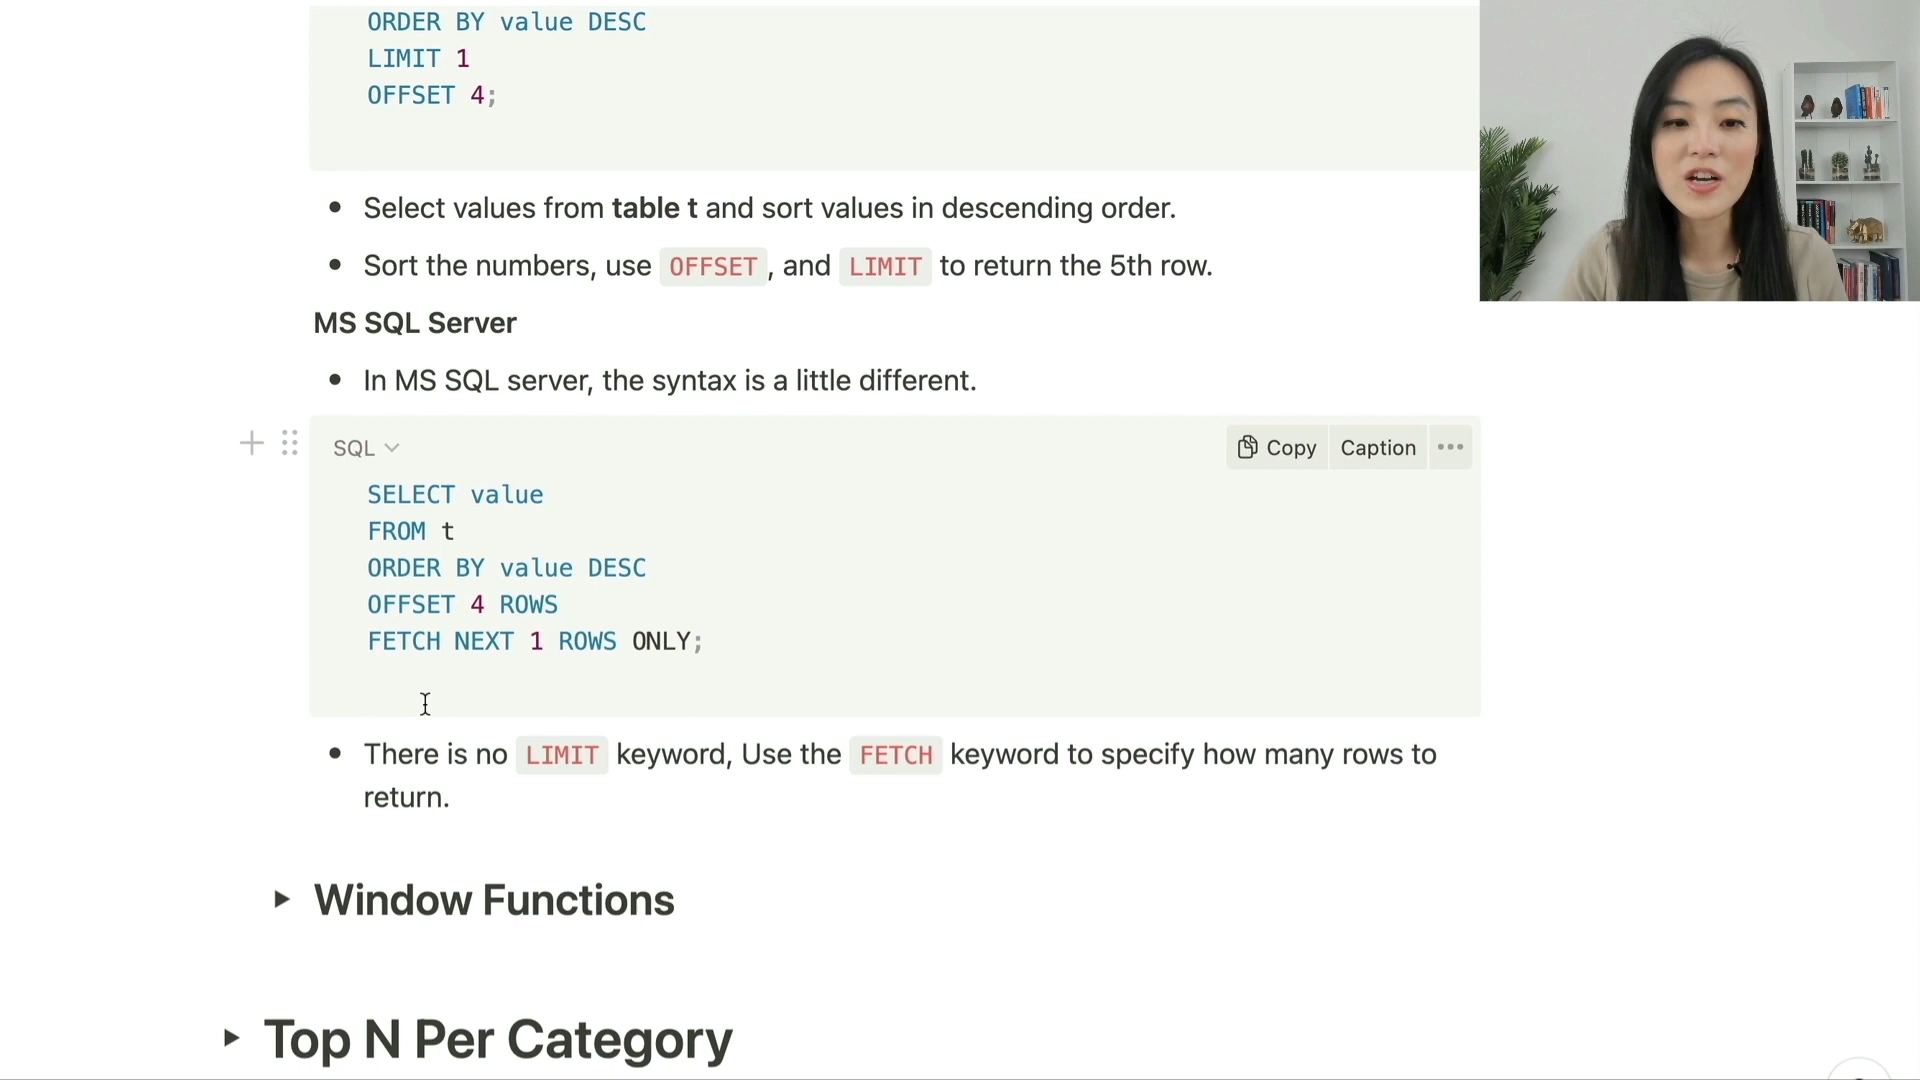 ORDER BY value DESC
LIMIT 1
OFFSET 4;
• Select values from table t and sort values in descending order.
• Sort the numbers, use OFFSET, and LIMIT to return the 5th row.
MS SQL Server
• In MS SQL server, the syntax is a little different.
SQL
Copy Caption
SELECT value
FROM t
ORDER BY value DESC
OFFSET 4 ROWS
FETCH NEXT 1 ROWS ONLY;
• There is no LIMIT keyword, Use the FETCH keyword to specify how many rows to
return.
Window Functions
Top N Per Category